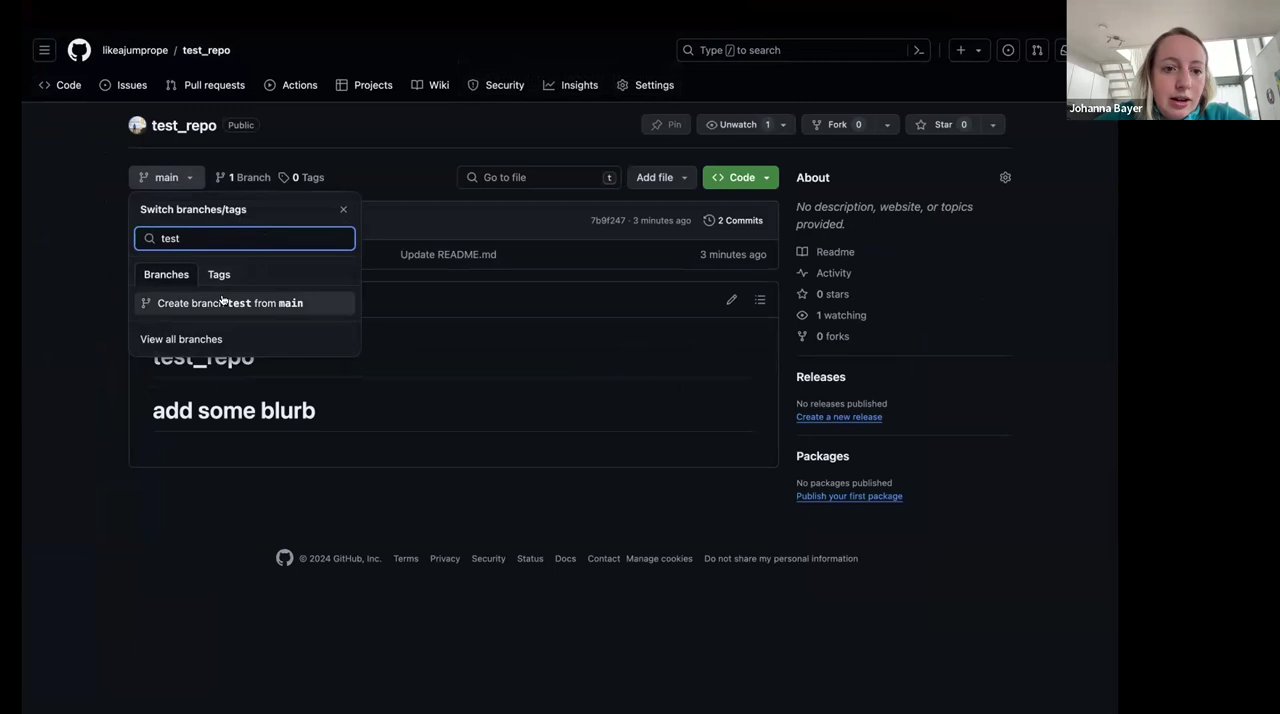 likeajumprope / test_repo
Type / to search
Johanna Bayer
Code Issues Pull requests Actions Projects Wiki Security Insights Settings
test_repo Public
Pin Unwatch 1 Fork 0 Star 0
main 1 Branch 0 Tags Go to file t Add file Code
About
No description, website, or topics
provided.
Switch branches/tags
7b9f247 · 3 minutes ago 2 Commits
test
Update README.md 3 minutes ago
Branches Tags
Create branch test from main
View all branches
test_repo
add some blurb
Readme
Activity
0 stars
1 watching
0 forks
Releases
No releases published
Create a new release
Packages
No packages published
Publish your first package
© 2024 GitHub, Inc. Terms Privacy Security Status Docs Contact Manage cookies Do not share my personal information